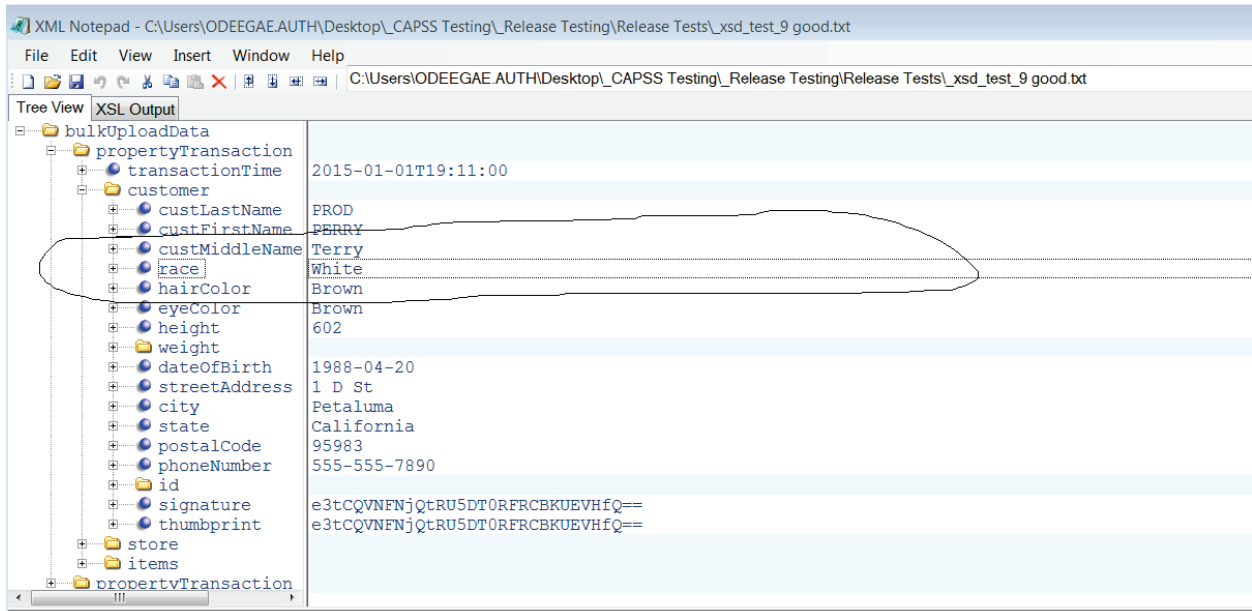 XML Notepad - C:\Users\ODEEGAE.AUTH\Desktop\_CAPSS Testing\_Release Testing\Release Tests\_xsd_test_9 good.txt
File Edit View Insert Window Help
C:\Users\ODEEGAE.AUTH\Desktop\_CAPSS Testing\_Release Testing\Release Tests\_xsd_test_9 good.txt
Tree View XSL Output
bulkUploadData
propertyTransaction
transactionTime 2015-01-01T19:11:00
customer
custLastName PROD
custFirstName PERRY
custMiddleName Terry
race White
hairColor Brown
eyeColor Brown
height 602
weight
dateOfBirth 1988-04-20
streetAddress 1 D St
city Petaluma
state California
postalCode 95983
phoneNumber 555-555-7890
id
signature e3tCQVNFNjQtRU5DT0RFRCBKUEVHfQ==
thumbprint e3tCQVNFNjQtRU5DT0RFRCBKUEVHfQ==
store
items
propertyTransaction